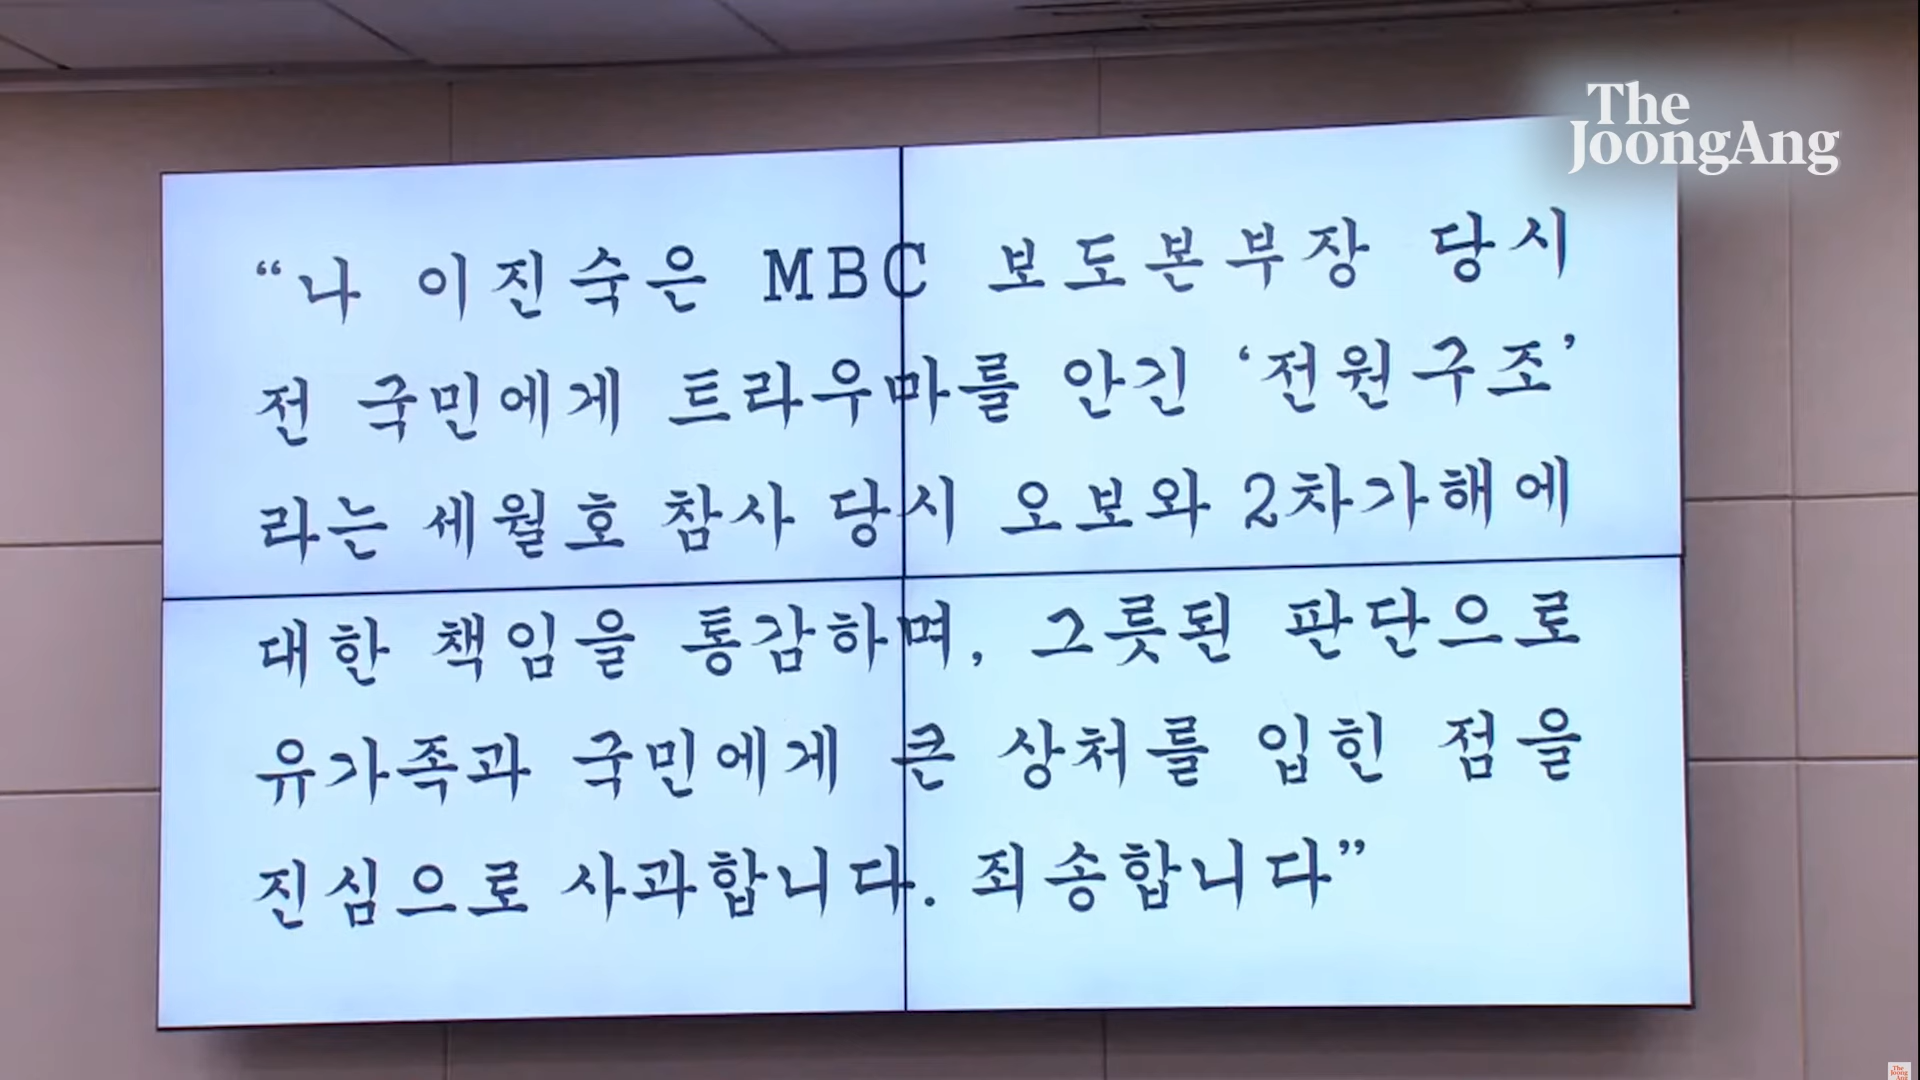 The
JoongAng
“나 이진숙은 MBC 보도본부장 당시
전 국민에게 트라우마를 안긴 ‘전원구조’
라는 세월호 참사 당시 오보와 2차가해에
대한 책임을 통감하며, 그릇된 판단으로
유가족과 국민에게 큰 상처를 입힌 점을
진심으로 사과합니다. 죄송합니다”
The
Joong
Ang